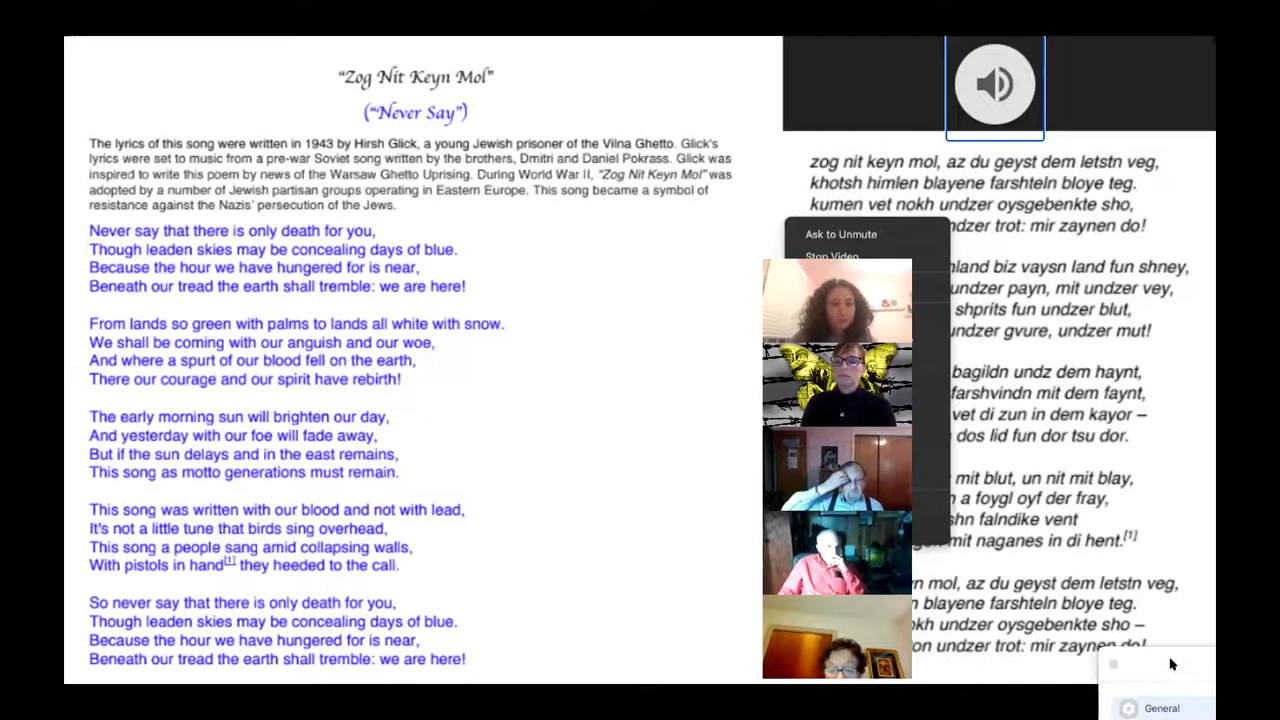 “Zog Nit Keyn Mol”
(“Never Say”)
The lyrics of this song were written in 1943 by Hirsh Glick, a young Jewish prisoner of the Vilna Ghetto. Glick's
lyrics were set to music from a pre-war Soviet song written by the brothers, Dmitri and Daniel Pokrass. Glick was
inspired to write this poem by news of the Warsaw Ghetto Uprising. During World War II, “Zog Nit Keyn Mol” was
adopted by a number of Jewish partisan groups operating in Eastern Europe. This song became a symbol of
resistance against the Nazis' persecution of the Jews.
Never say that there is only death for you,
Though leaden skies may be concealing days of blue.
Because the hour we have hungered for is near,
Beneath our tread the earth shall tremble: we are here!
From lands so green with palms to lands all white with snow.
We shall be coming with our anguish and our woe,
And where a spurt of our blood fell on the earth,
There our courage and our spirit have rebirth!
The early morning sun will brighten our day,
And yesterday with our foe will fade away,
But if the sun delays and in the east remains,
This song as motto generations must remain.
This song was written with our blood and not with lead,
It's not a little tune that birds sing overhead,
This song a people sang amid collapsing walls,
With pistols in hand[1] they heeded to the call.
So never say that there is only death for you,
Though leaden skies may be concealing days of blue.
Because the hour we have hungered for is near,
Beneath our tread the earth shall tremble: we are here!
zog nit keyn mol, az du geyst dem letstn veg,
khotsh himlen blayene farshteln bloye teg.
kumen vet nokh undzer oysgebenkte sho,
undzer trot: mir zaynen do!
land biz vaysn land fun shney,
undzer payn, mit undzer vey,
shprits fun undzer blut,
undzer gvure, undzer mut!
bagildn undz dem haynt,
farshvindn mit dem faynt,
vet di zun in dem kayor –
dos lid fun dor tsu dor.
mit blut, un nit mit blay,
a foygl oyf der fray,
falndike vent
mit naganes in di hent.[1]
mol, az du geyst dem letstn veg,
blayene farshteln bloye teg.
undzer oysgebenkte sho –
undzer trot: mir zaynen do!
Ask to Unmute
Stop Video
General